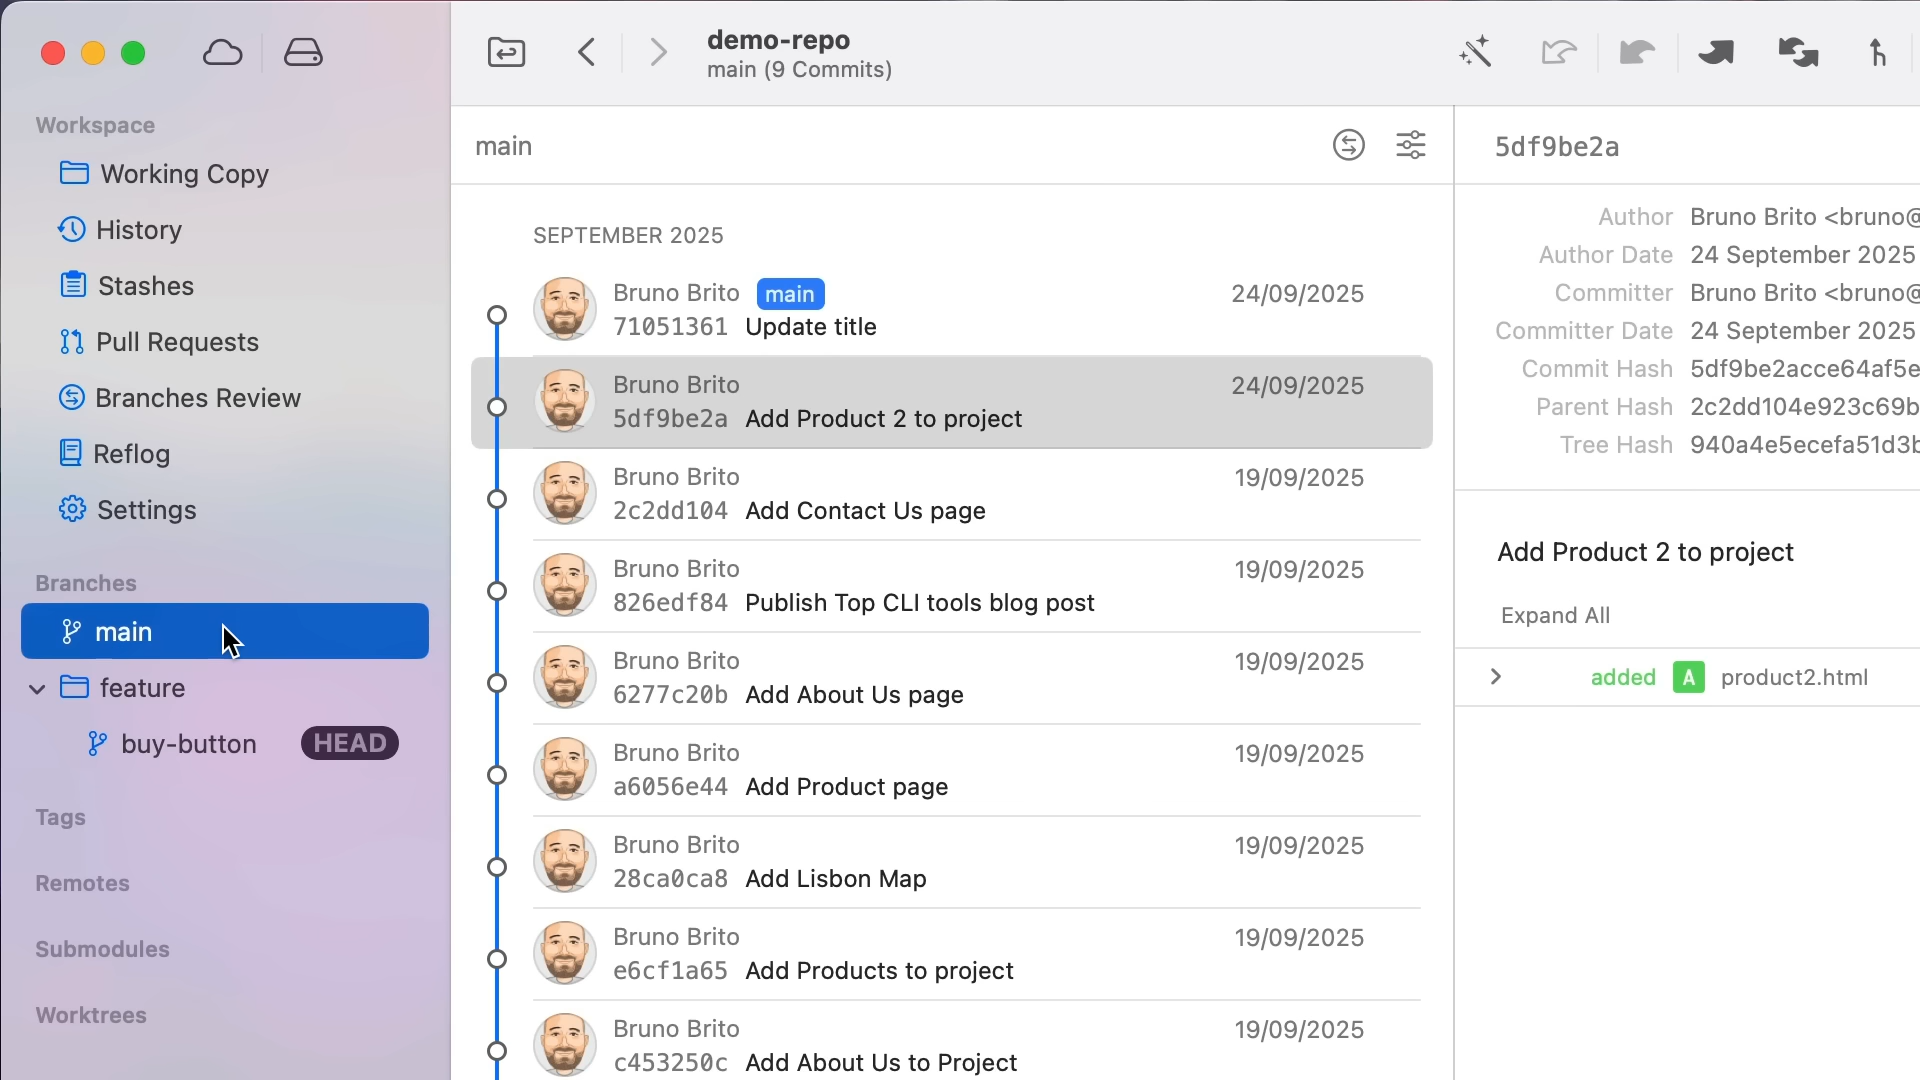 demo-repo
main (9 Commits)
Workspace
Working Copy
History
Stashes
Pull Requests
Branches Review
Reflog
Settings
Branches
main
feature
buy-button HEAD
Tags
Remotes
Submodules
Worktrees
main
SEPTEMBER 2025
Bruno Brito main 24/09/2025
71051361 Update title
Bruno Brito 24/09/2025
5df9be2a Add Product 2 to project
Bruno Brito 19/09/2025
2c2dd104 Add Contact Us page
Bruno Brito 19/09/2025
826edf84 Publish Top CLI tools blog post
Bruno Brito 19/09/2025
6277c20b Add About Us page
Bruno Brito 19/09/2025
a6056e44 Add Product page
Bruno Brito 19/09/2025
28ca0ca8 Add Lisbon Map
Bruno Brito 19/09/2025
e6cf1a65 Add Products to project
Bruno Brito 19/09/2025
c453250c Add About Us to Project
5df9be2a
Author Bruno Brito <bruno@
Author Date 24 September 2025
Committer Bruno Brito <bruno@
Committer Date 24 September 2025
Commit Hash 5df9be2acce64af5e
Parent Hash 2c2dd104e923c69b
Tree Hash 940a4e5ecefa51d3b
Add Product 2 to project
Expand All
added A product2.html